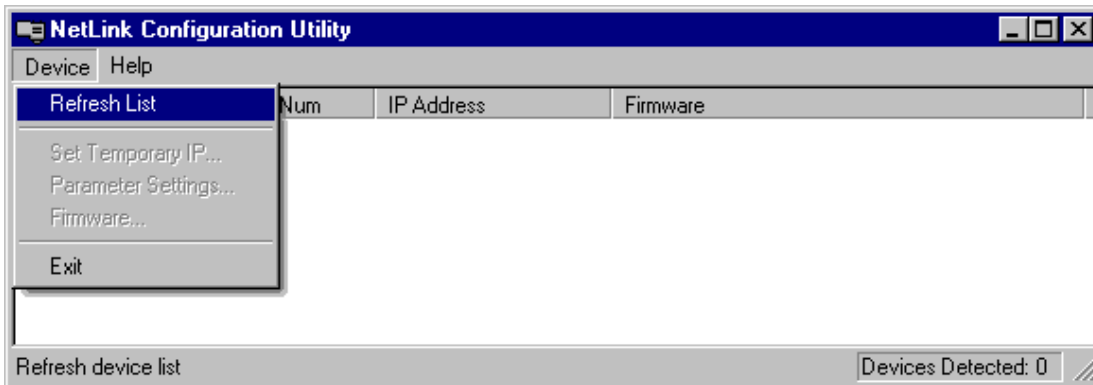 NetLink Configuration Utility
Device Help
Refresh List
Num IP Address Firmware
Set Temporary IP...
Parameter Settings...
Firmware...
Exit
Refresh device list Devices Detected: 0